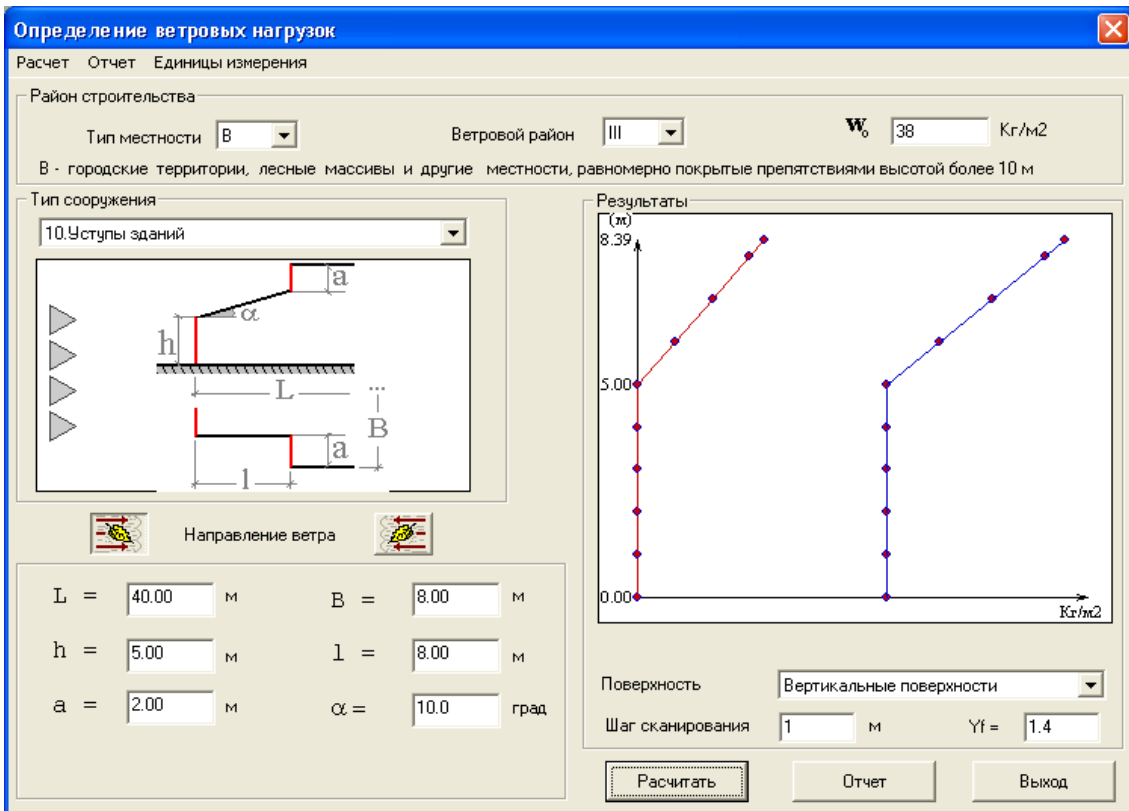 Определение ветровых нагрузок
Расчет Отчет Единицы измерения
Район строительства
Тип местности B Ветровой район III W₀ 38 Кг/м2
В - городские территории, лесные массивы и другие местности, равномерно покрытые препятствиями высотой более 10 м
Тип сооружения
10.Уступы зданий
a
α
h
L
...
B
a
l
Направление ветра
L = 40.00 м B = 8.00 м
h = 5.00 м l = 8.00 м
a = 2.00 м α = 10.0 град
Результаты
(м)
8.39
5.00
0.00
Кг/м2
Поверхность Вертикальные поверхности
Шаг сканирования 1 м Yf = 1.4
Расчитать Отчет Выход